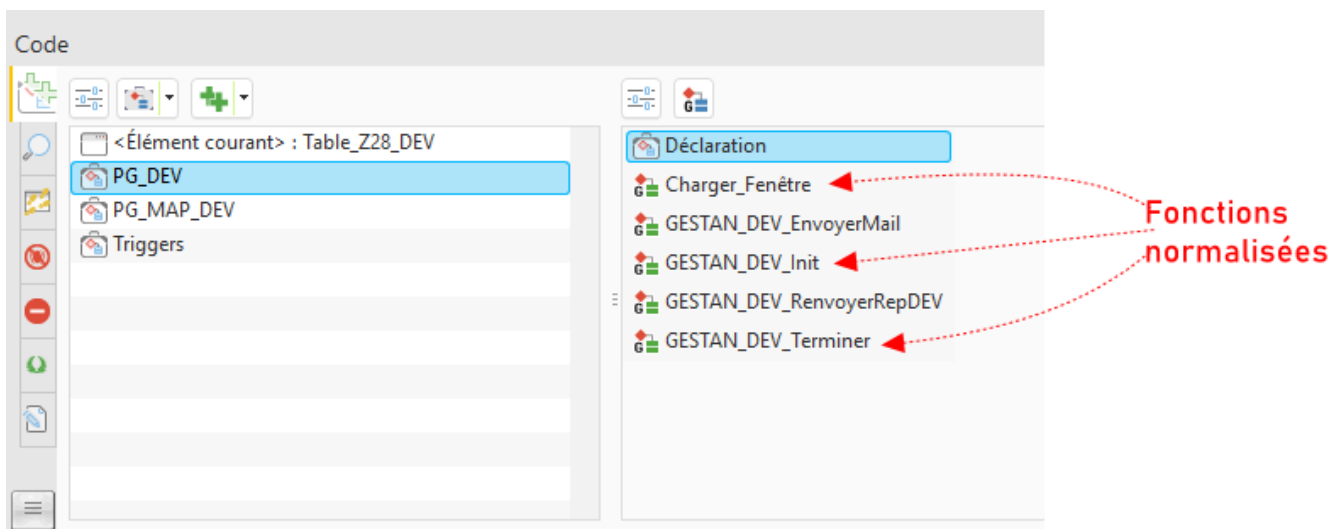 Code
<Élément courant> : Table_Z28_DEV
PG_DEV
PG_MAP_DEV
Triggers
Déclaration
Charger_Fenêtre
GESTAN_DEV_EnvoyerMail
GESTAN_DEV_Init
GESTAN_DEV_RenvoyerRepDEV
GESTAN_DEV_Terminer
Fonctions
normalisées